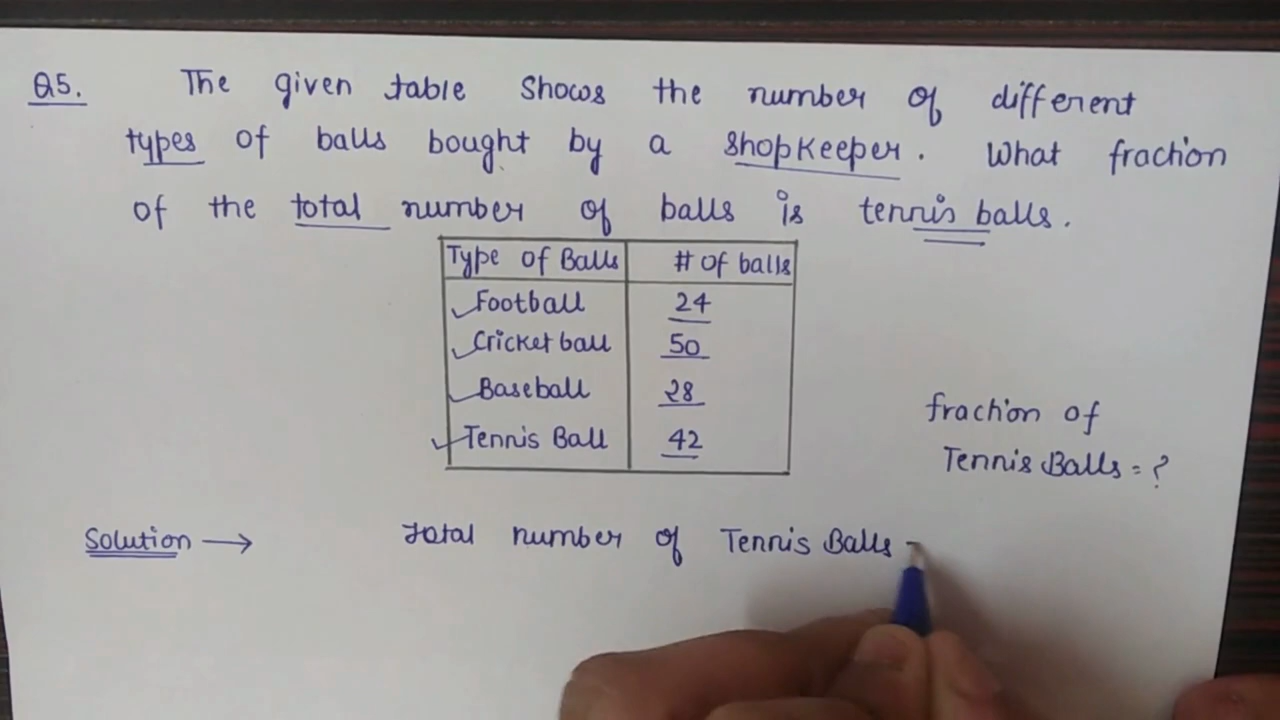 Q5. The given table shows the number of different
types of balls bought by a shopkeeper. What fraction
of the total number of balls is tennis balls.
Type of Balls # of balls
Football 24
Cricket ball 50
Baseball 28
Tennis Ball 42
fraction of
Tennis Balls = ?
Solution → total number of Tennis Balls -